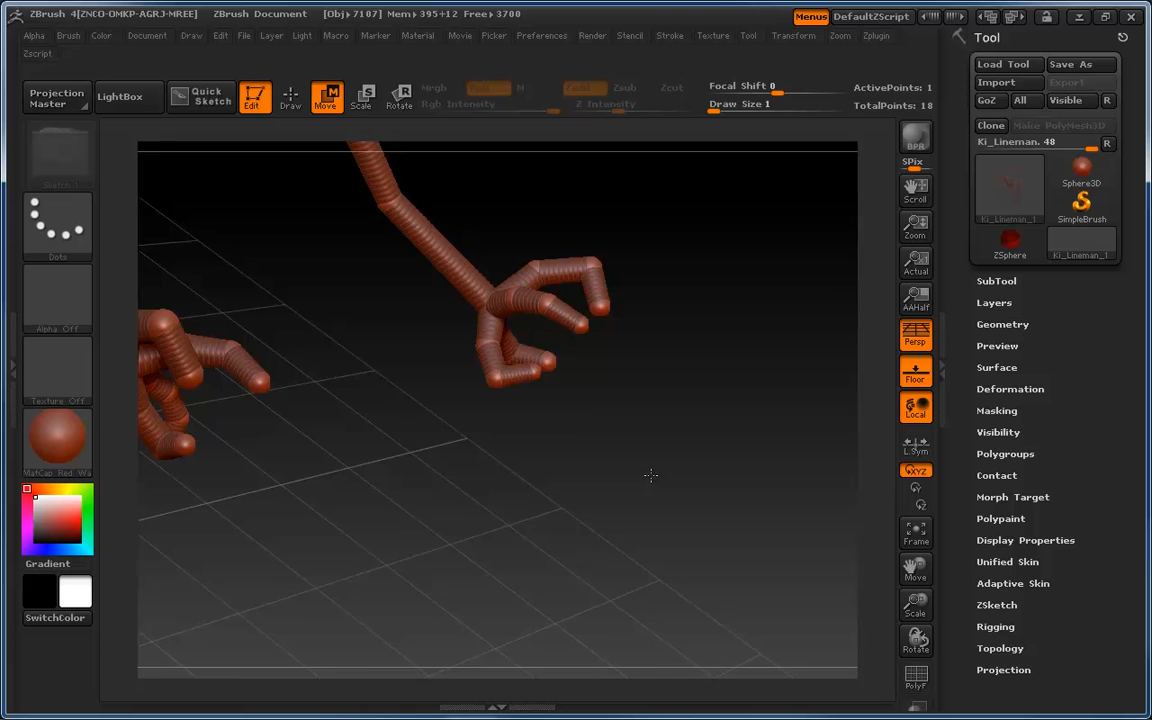 ZBrush 4[ZNCO-OMKP-AGRJ-MREE] ZBrush Document [Obj▸7107] Mem▸395+12 Free▸3700 Menus DefaultZScript
Alpha Brush Color Document Draw Edit File Layer Light Macro Marker Material Movie Picker Preferences Render Stencil Stroke Texture Tool Transform Zoom Zplugin
Zscript
Projection Master LightBox Quick Sketch Edit Draw Move Scale Rotate
Mrgb Rgb M Zadd Zsub Zcut
Rgb Intensity Z Intensity
Focal Shift 0 ActivePoints: 1
Draw Size 1 TotalPoints: 18
Sketch 1
Dots
Alpha Off
Texture Off
MatCap Red Wa
Gradient
SwitchColor
BPR
SPix
Scroll
Zoom
Actual
AAHalf
Persp
Floor
Local
L.Sym
XYZ
Frame
Move
Scale
Rotate
PolyF
Tool
Load Tool Save As
Import Export
GoZ All Visible R
Clone Make PolyMesh3D
Ki_Lineman. 48 R
Ki_Lineman_1 Sphere3D
SimpleBrush
ZSphere Ki_Lineman_1
SubTool
Layers
Geometry
Preview
Surface
Deformation
Masking
Visibility
Polygroups
Contact
Morph Target
Polypaint
Display Properties
Unified Skin
Adaptive Skin
ZSketch
Rigging
Topology
Projection